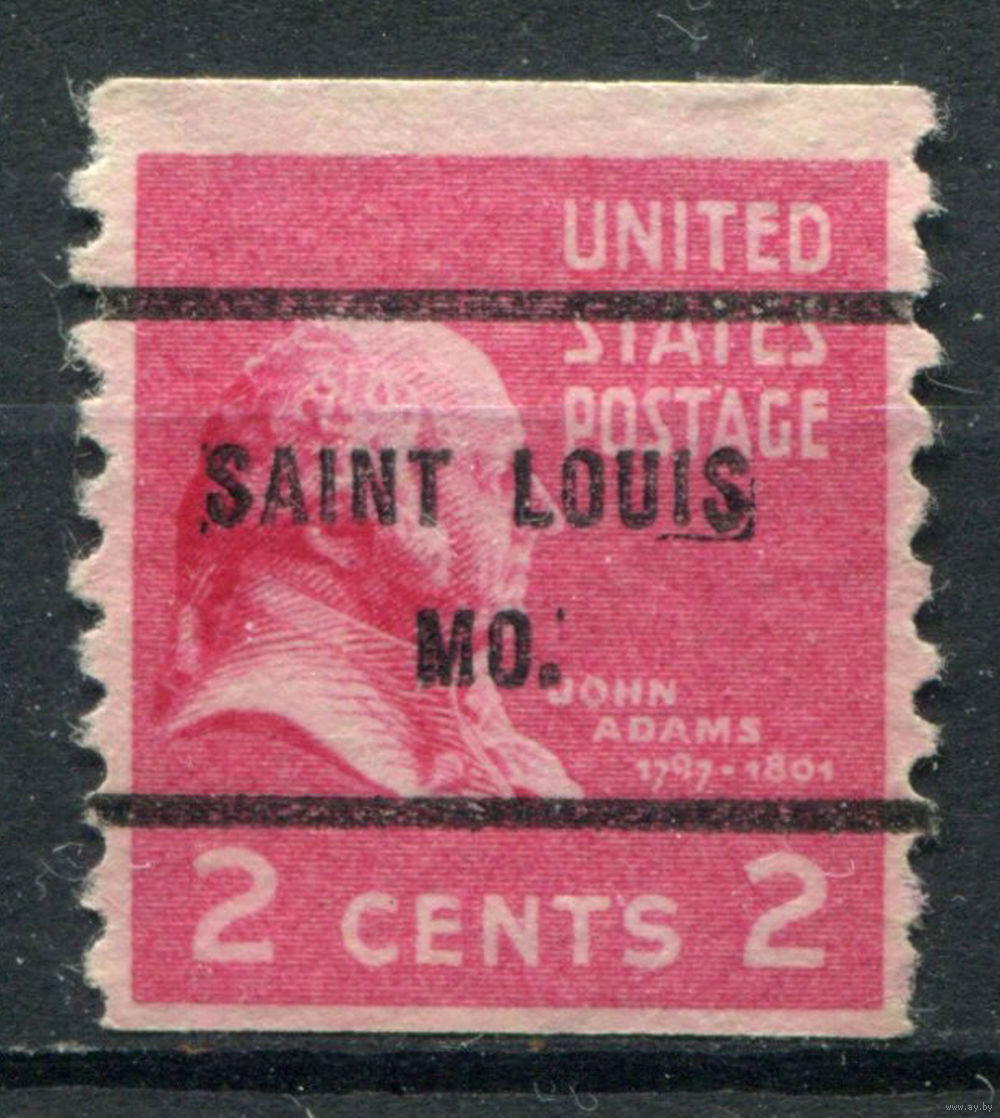 UNITED
STATES
POSTAGE
SAINT LOUIS
MO.
JOHN
ADAMS
1797·1801
2 CENTS 2
www.ay.by